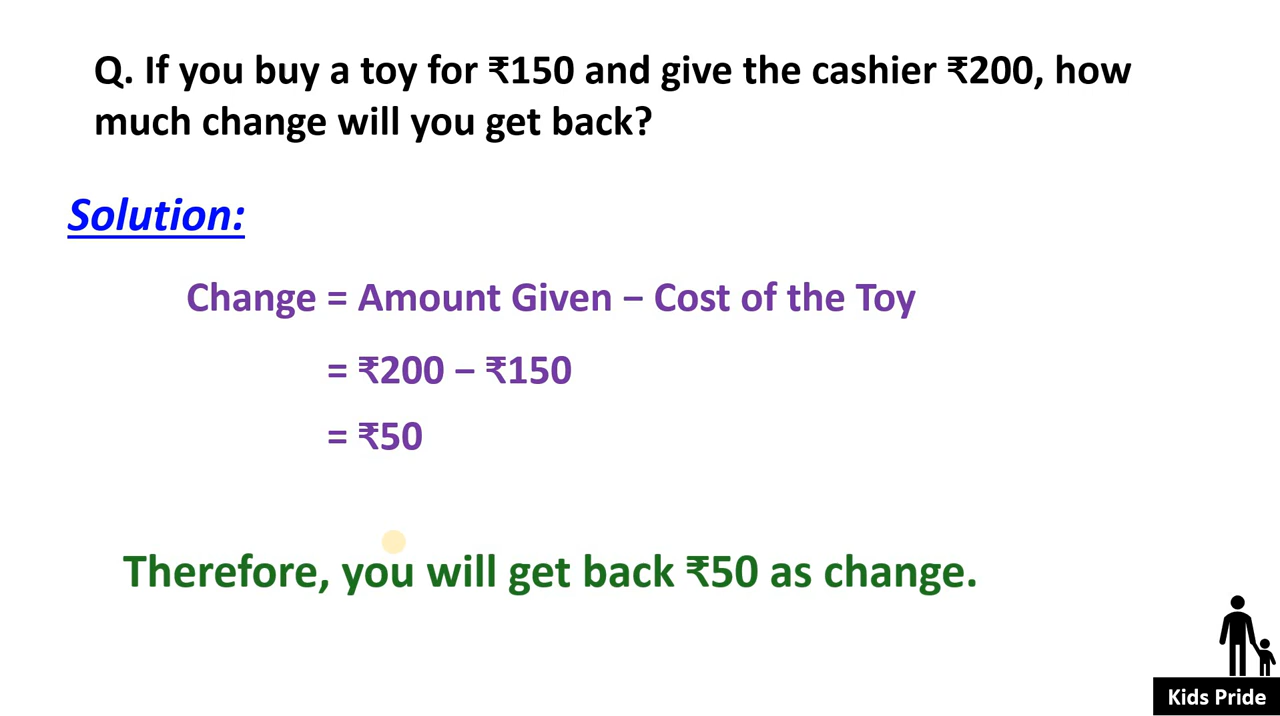 Q. If you buy a toy for ₹150 and give the cashier ₹200, how
much change will you get back?
Solution:
Change = Amount Given − Cost of the Toy
= ₹200 − ₹150
= ₹50
Therefore, you will get back ₹50 as change.
Kids Pride